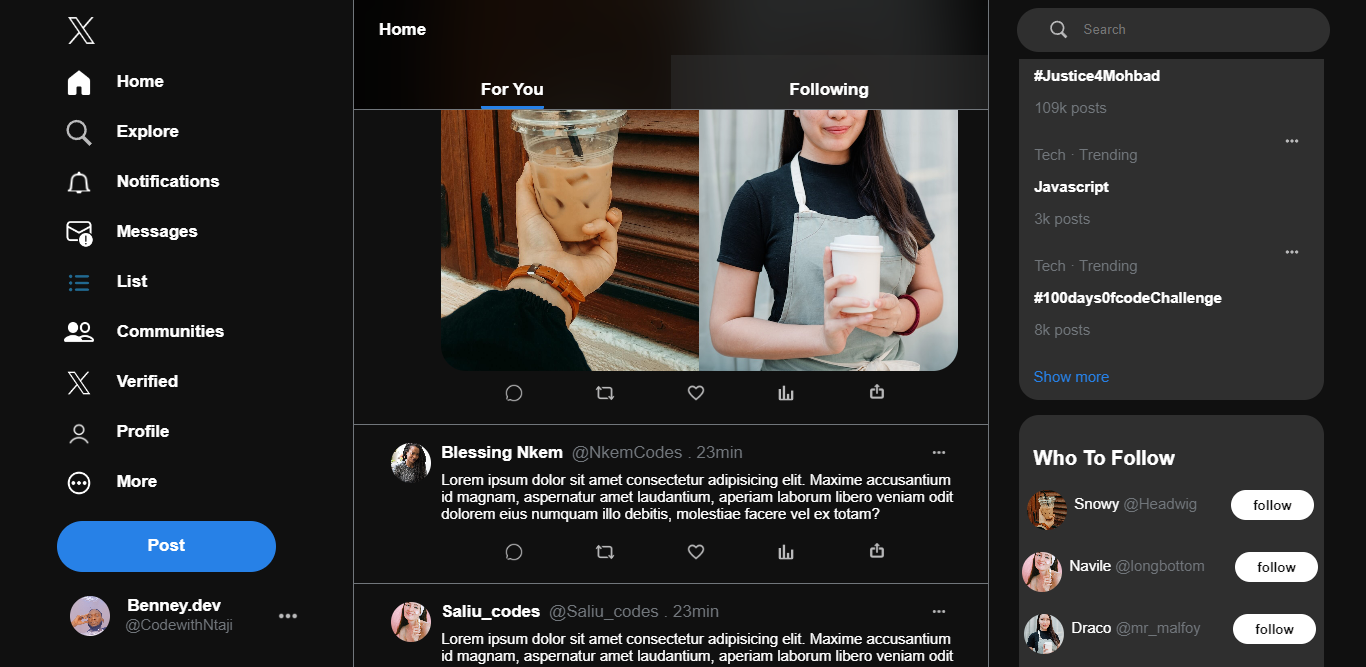 Home
Explore
Notifications
Messages
List
Communities
Verified
Profile
More
Post
Benney.dev
@CodewithNtaji
Home
For You
Following
Blessing Nkem @NkemCodes . 23min
Lorem ipsum dolor sit amet consectetur adipisicing elit. Maxime accusantium
id magnam, aspernatur amet laudantium, aperiam laborum libero veniam odit
dolorem eius numquam illo debitis, molestiae facere vel ex totam?
Saliu_codes @Saliu_codes . 23min
Lorem ipsum dolor sit amet consectetur adipisicing elit. Maxime accusantium
id magnam, aspernatur amet laudantium, aperiam laborum libero veniam odit
Search
#Justice4Mohbad
109k posts
Tech · Trending
Javascript
3k posts
Tech · Trending
#100days0fcodeChallenge
8k posts
Show more
Who To Follow
Snowy @Headwig
follow
Navile @longbottom
follow
Draco @mr_malfoy
follow